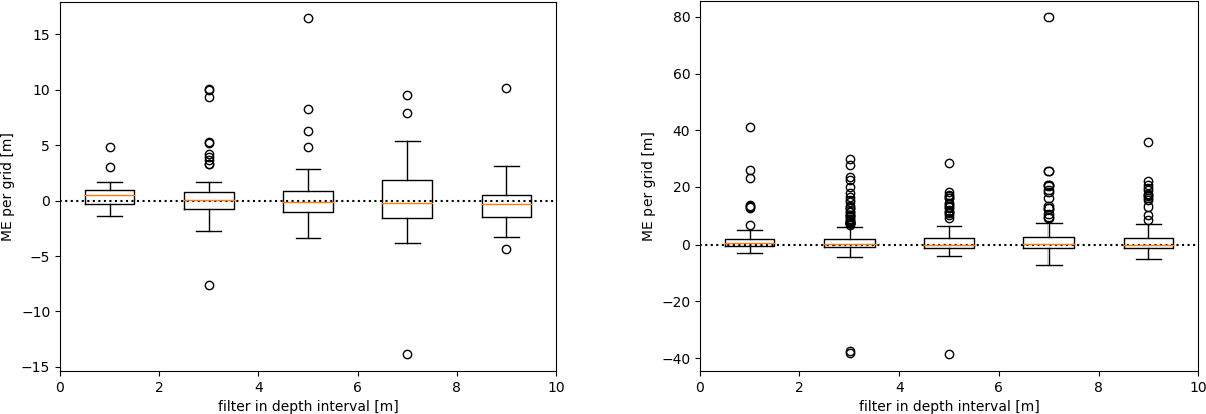 ME per grid [m]
15
10
5
0
−5
−10
−15
0 2 4 6 8 10
filter in depth interval [m]
ME per grid [m]
80
60
40
20
0
−20
−40
0 2 4 6 8 10
filter in depth interval [m]